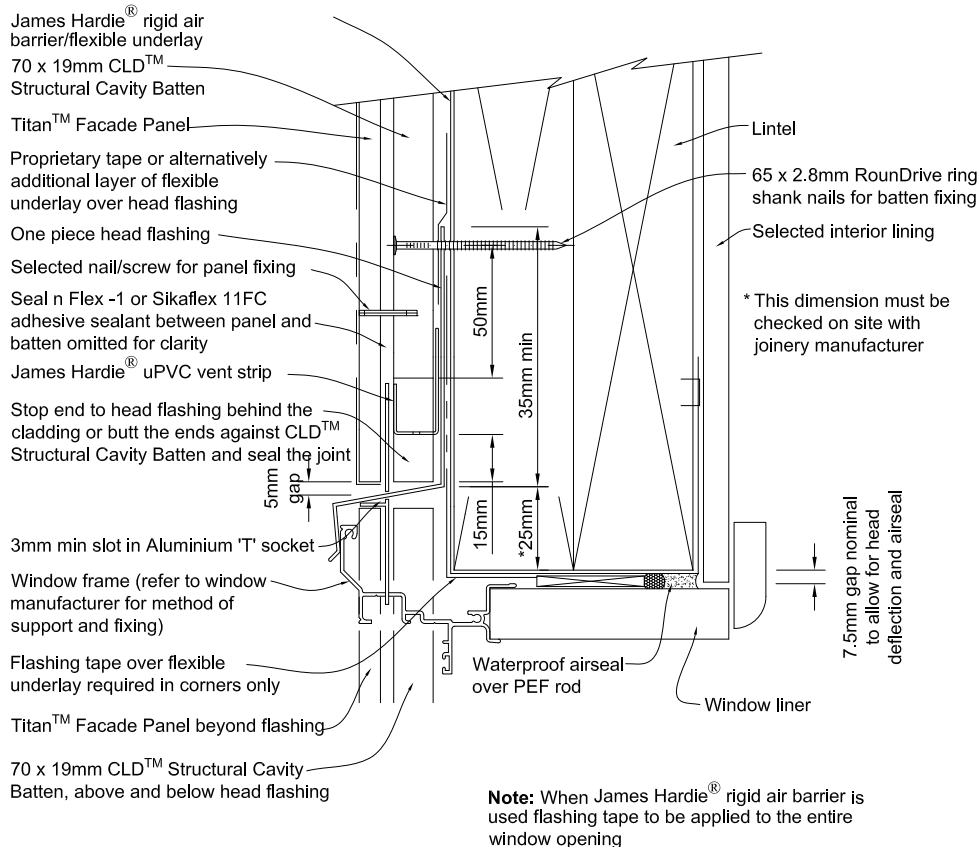 James Hardie® rigid air
barrier/flexible underlay
70 x 19mm CLD™
Structural Cavity Batten
Titan™ Facade Panel
Proprietary tape or alternatively
additional layer of flexible
underlay over head flashing
One piece head flashing
Selected nail/screw for panel fixing
Seal n Flex -1 or Sikaflex 11FC
adhesive sealant between panel and
batten omitted for clarity
James Hardie® uPVC vent strip
Stop end to head flashing behind the
cladding or butt the ends against CLD™
Structural Cavity Batten and seal the joint
5mm
gap
3mm min slot in Aluminium 'T' socket
Window frame (refer to window
manufacturer for method of
support and fixing)
Flashing tape over flexible
underlay required in corners only
Titan™ Facade Panel beyond flashing
70 x 19mm CLD™ Structural Cavity
Batten, above and below head flashing
50mm
35mm min
15mm
*25mm
Lintel
65 x 2.8mm RounDrive ring
shank nails for batten fixing
Selected interior lining
* This dimension must be
checked on site with
joinery manufacturer
7.5mm gap nominal
to allow for head
deflection and airseal
Waterproof airseal
over PEF rod
Window liner
Note: When James Hardie® rigid air barrier is
used flashing tape to be applied to the entire
window opening